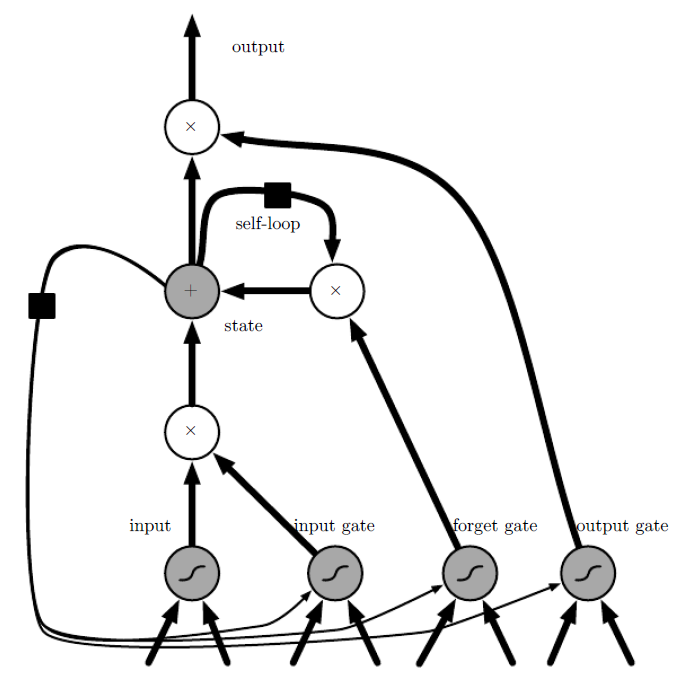 output
×
self-loop
+
×
state
×
input
input gate
forget gate
output gate